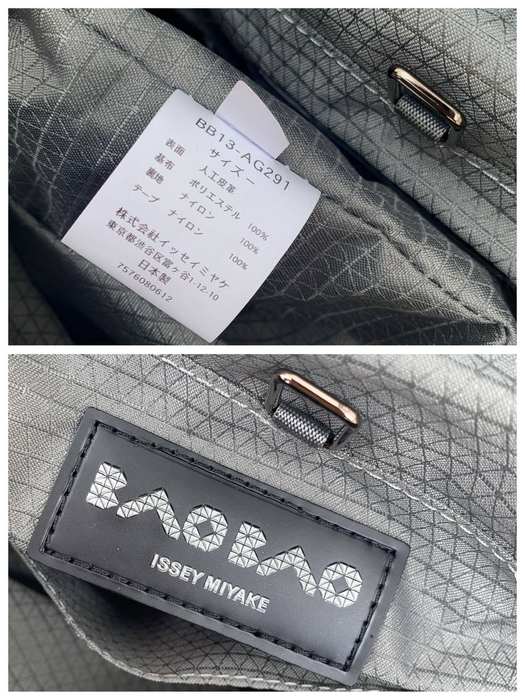 BB13-AG291
サイズ ー
表面 人工皮革
基布 ポリエステル 100%
裏地 ナイロン 100%
テープ ナイロン 100%
株式会社イッセイミヤケ
東京都渋谷区富ヶ谷1-12-10
日本製
7576080612
BAO BAO
ISSEY MIYAKE